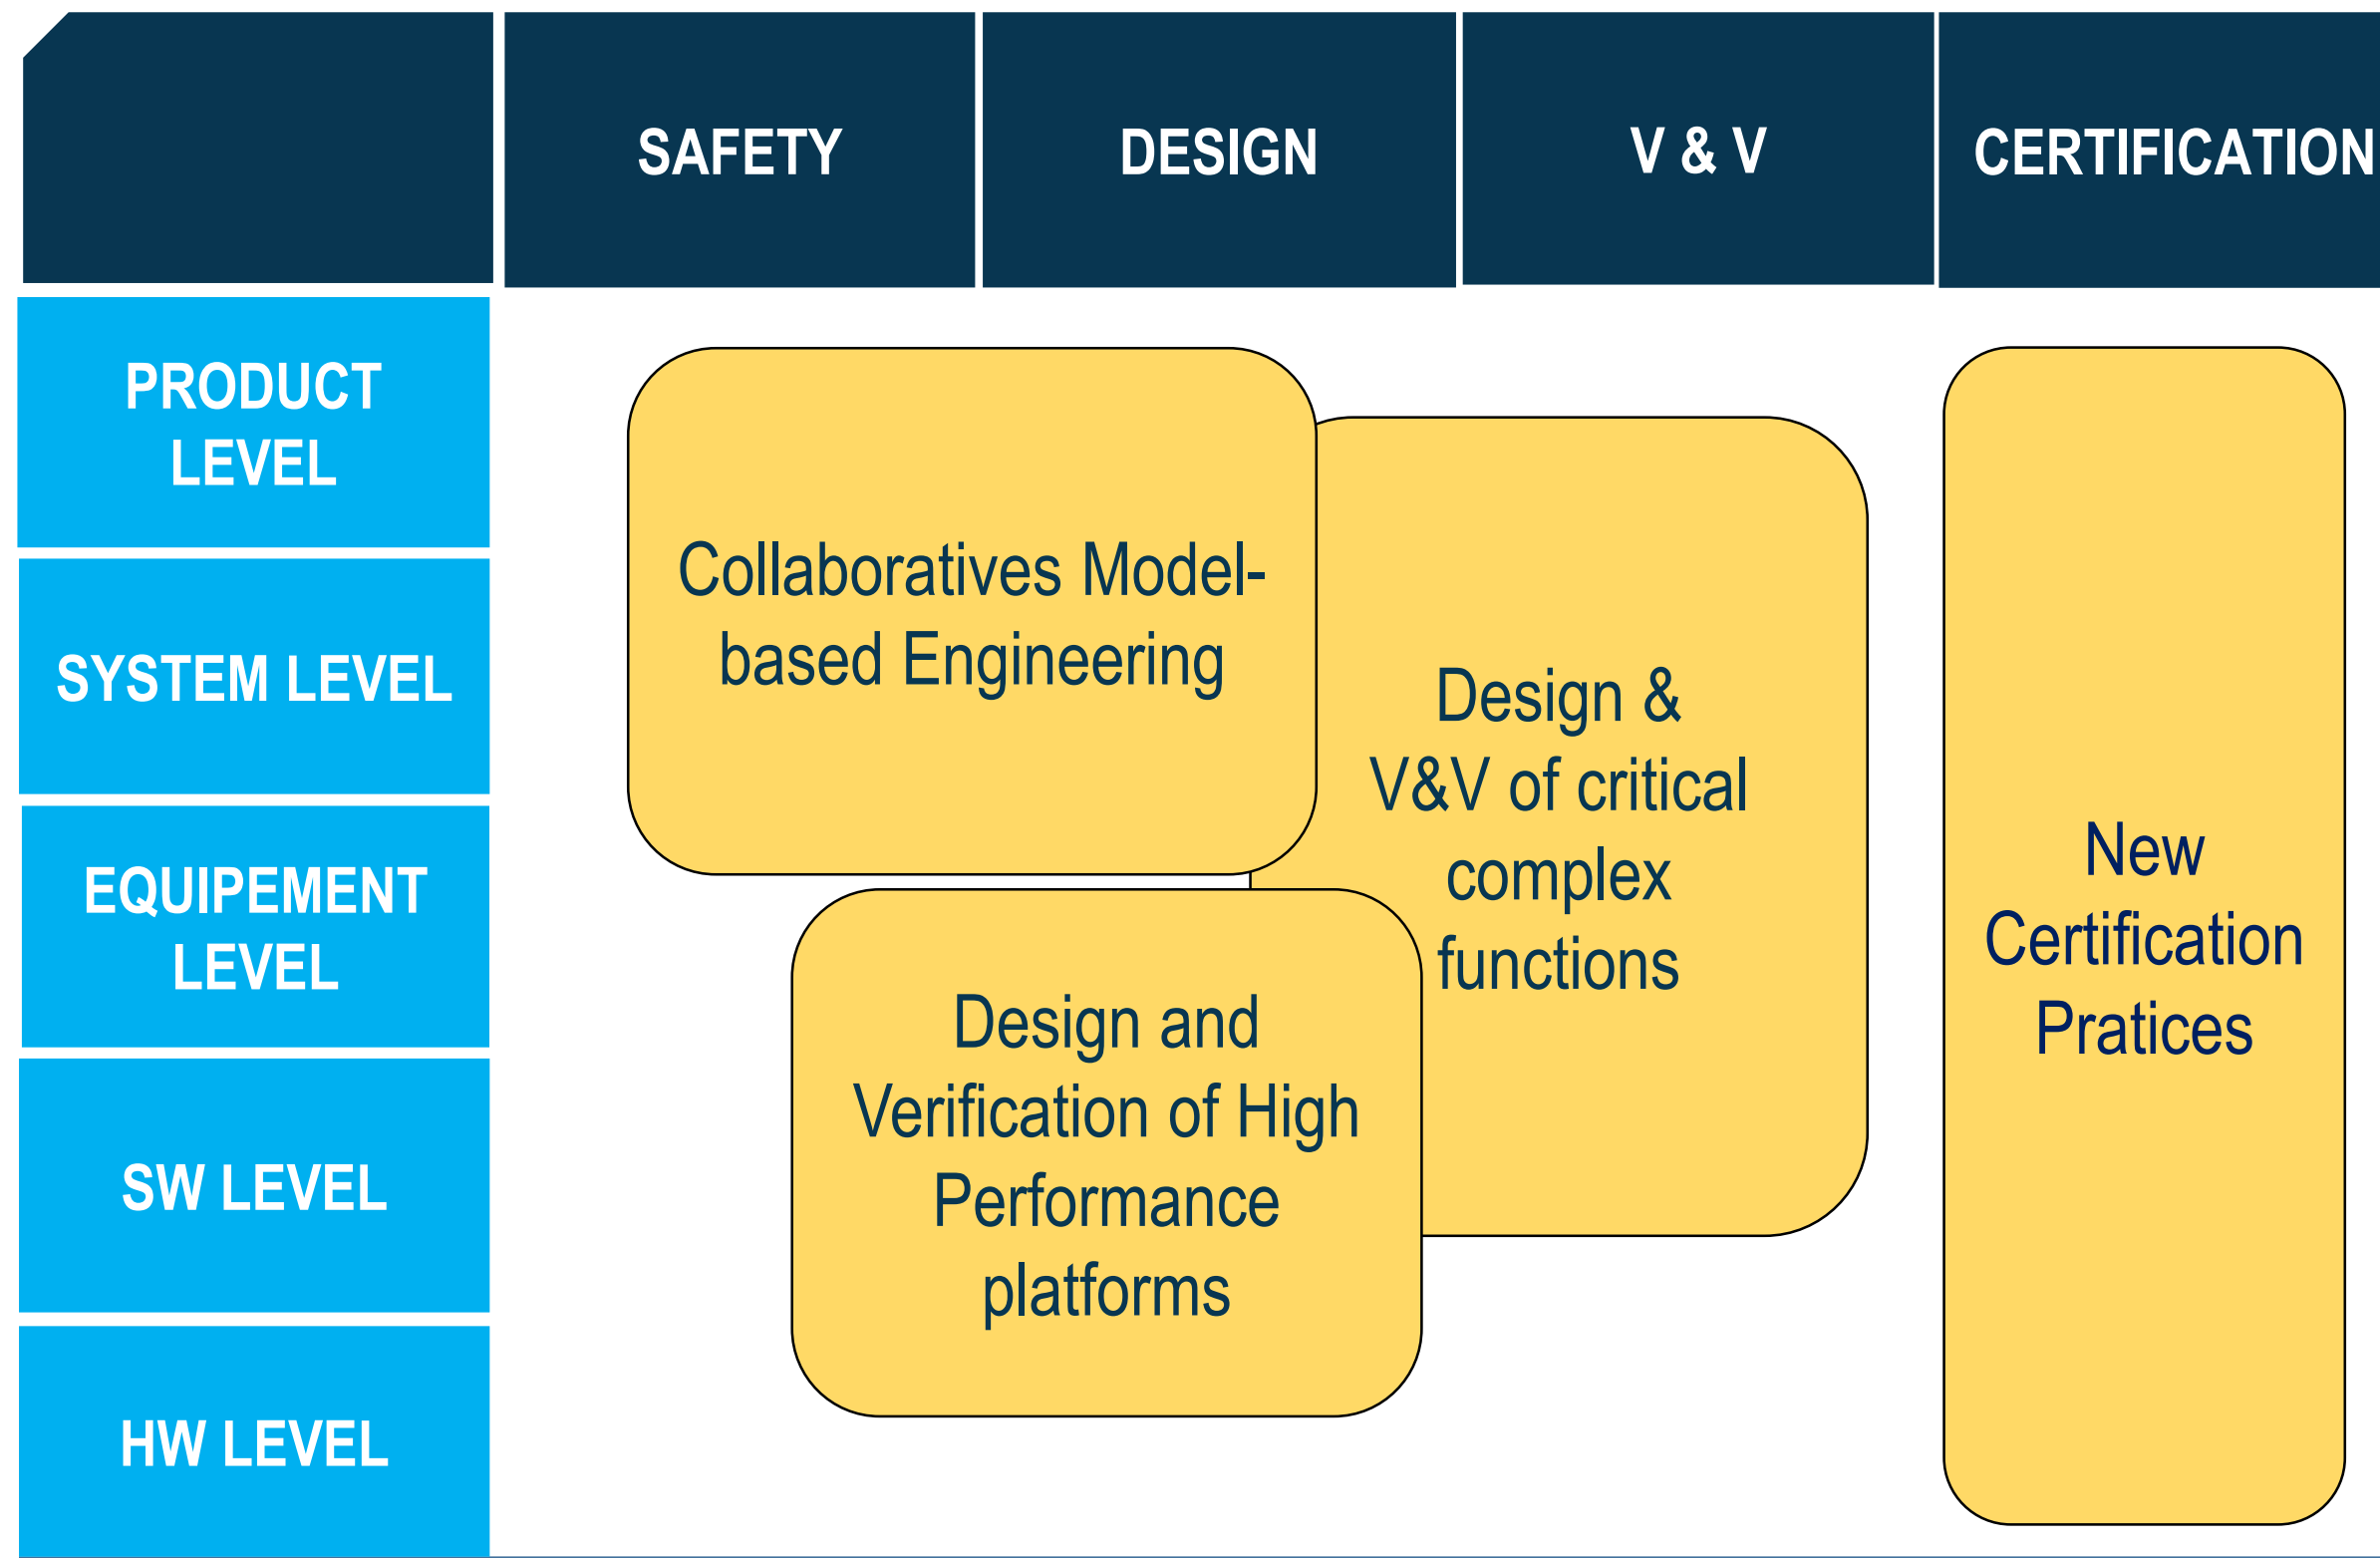 SAFETY
DESIGN
V & V
CERTIFICATION
PRODUCT
LEVEL
SYSTEM LEVEL
EQUIPEMENT
LEVEL
SW LEVEL
HW LEVEL
Collaboratives Model-
based Engineering
Design &
V&V of critical
complex
functions
Design and
Verification of High
Performance
platforms
New
Certification
Pratices